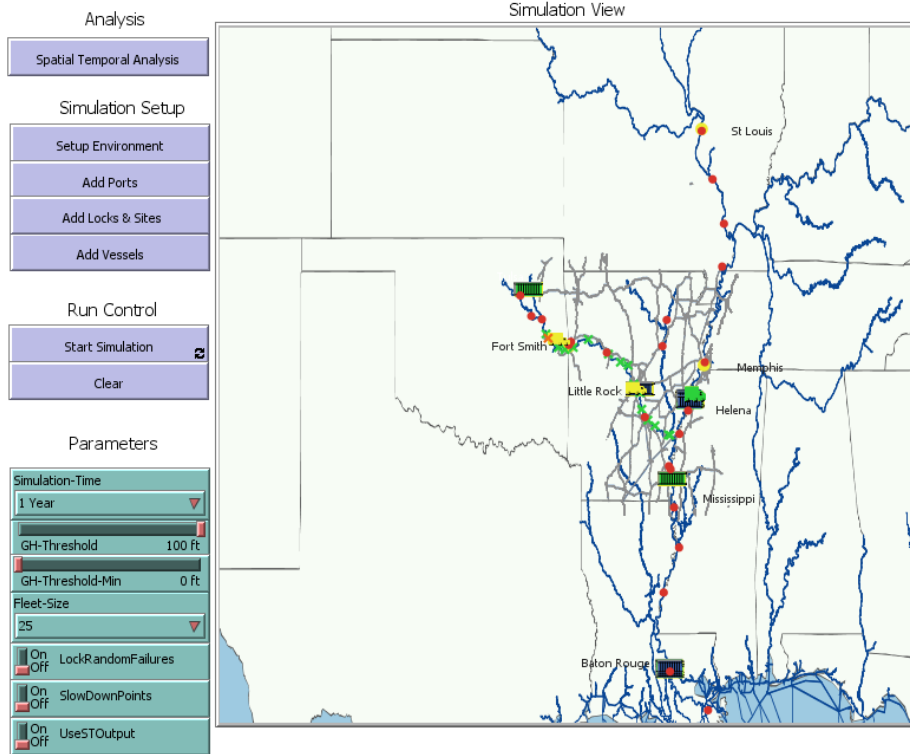 Analysis
Spatial Temporal Analysis
Simulation Setup
Setup Environment
Add Ports
Add Locks & Sites
Add Vessels
Run Control
Start Simulation
Clear
Parameters
Simulation-Time
1 Year
GH-Threshold 100 ft
GH-Threshold-Min 0 ft
Fleet-Size
25
On
Off
LockRandomFailures
On
Off
SlowDownPoints
On
Off
UseSTOutput
Simulation View
St Louis
Fort Smith
Memphis
Little Rock
Helena
Mississippi
Baton Rouge